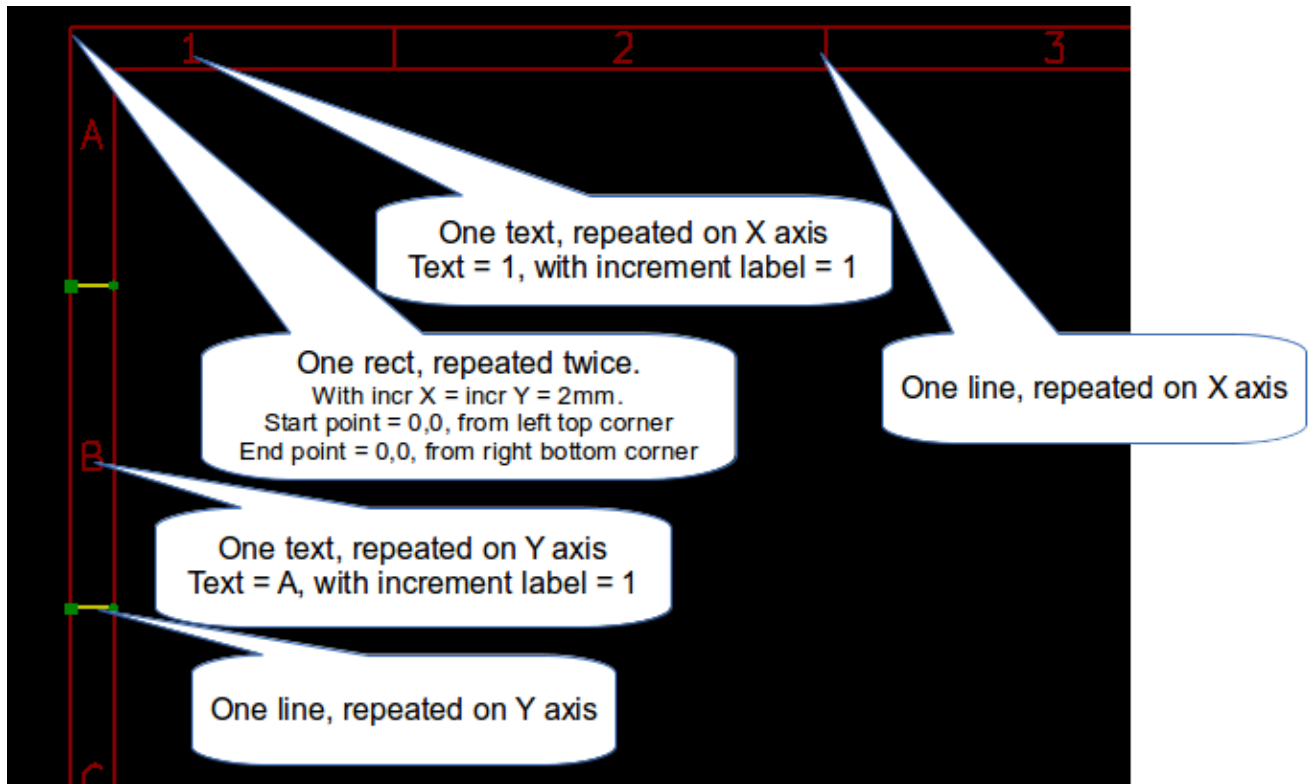 1 2 3
A
One text, repeated on X axis
Text = 1, with increment label = 1
One rect, repeated twice.
With incr X = incr Y = 2mm.
Start point = 0,0, from left top corner
End point = 0,0, from right bottom corner
One line, repeated on X axis
B
One text, repeated on Y axis
Text = A, with increment label = 1
One line, repeated on Y axis
C